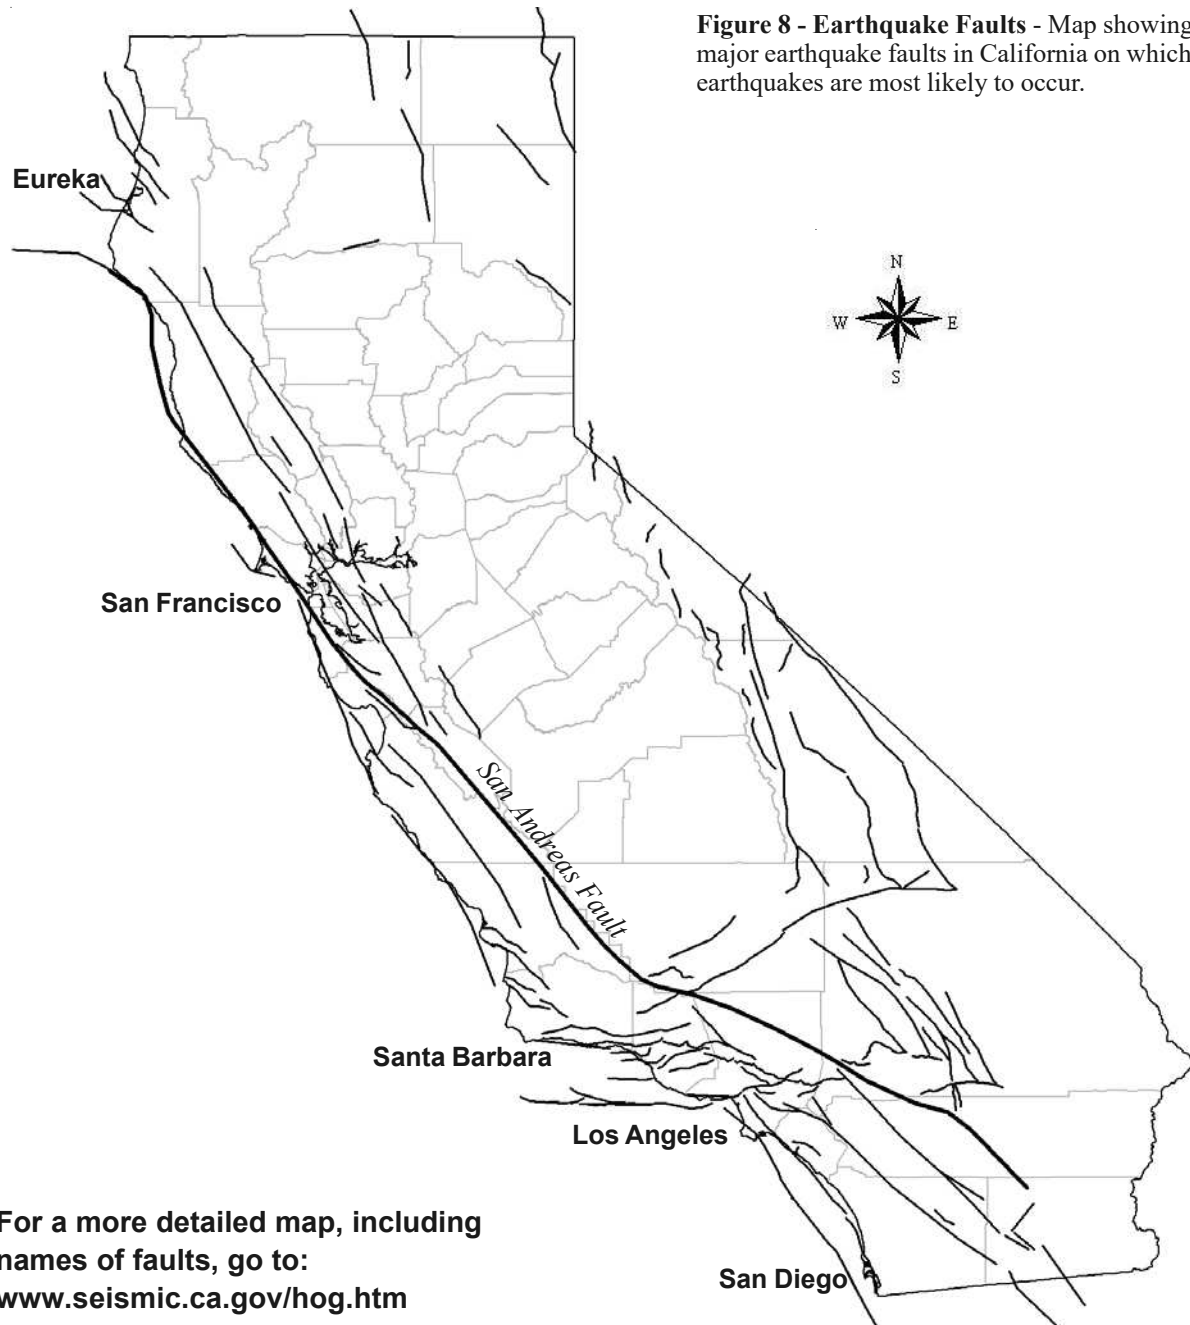 Figure 8 - Earthquake Faults - Map showing
major earthquake faults in California on which
earthquakes are most likely to occur.
Eureka
N
W
E
S
San Francisco
San Andreas Fault
Santa Barbara
Los Angeles
San Diego
For a more detailed map, including
names of faults, go to:
www.seismic.ca.gov/hog.htm